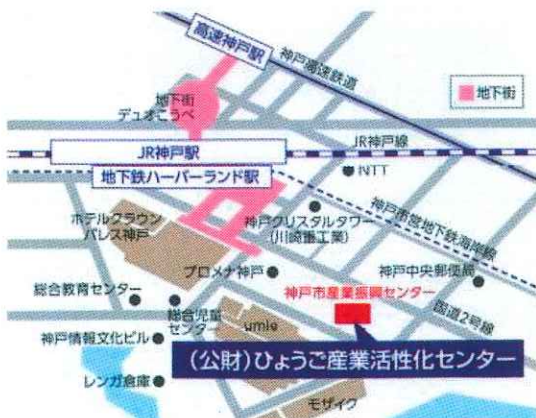 高速神戸駅
神戸高速鉄道
地下街
地下街
デュオこうべ
JR神戸駅
JR神戸線
地下鉄ハーバーランド駅
NTT
ホテルクラウン
パレス神戸
神戸クリスタルタワー
(川崎重工業)
神戸市営地下鉄海岸線
プロメナ神戸
神戸中央郵便局
総合教育センター
神戸市産業振興センター
総合児童
センター
umie
国道2号線
神戸情報文化ビル
(公財)ひょうご産業活性化センター
レンガ倉庫
モザイク